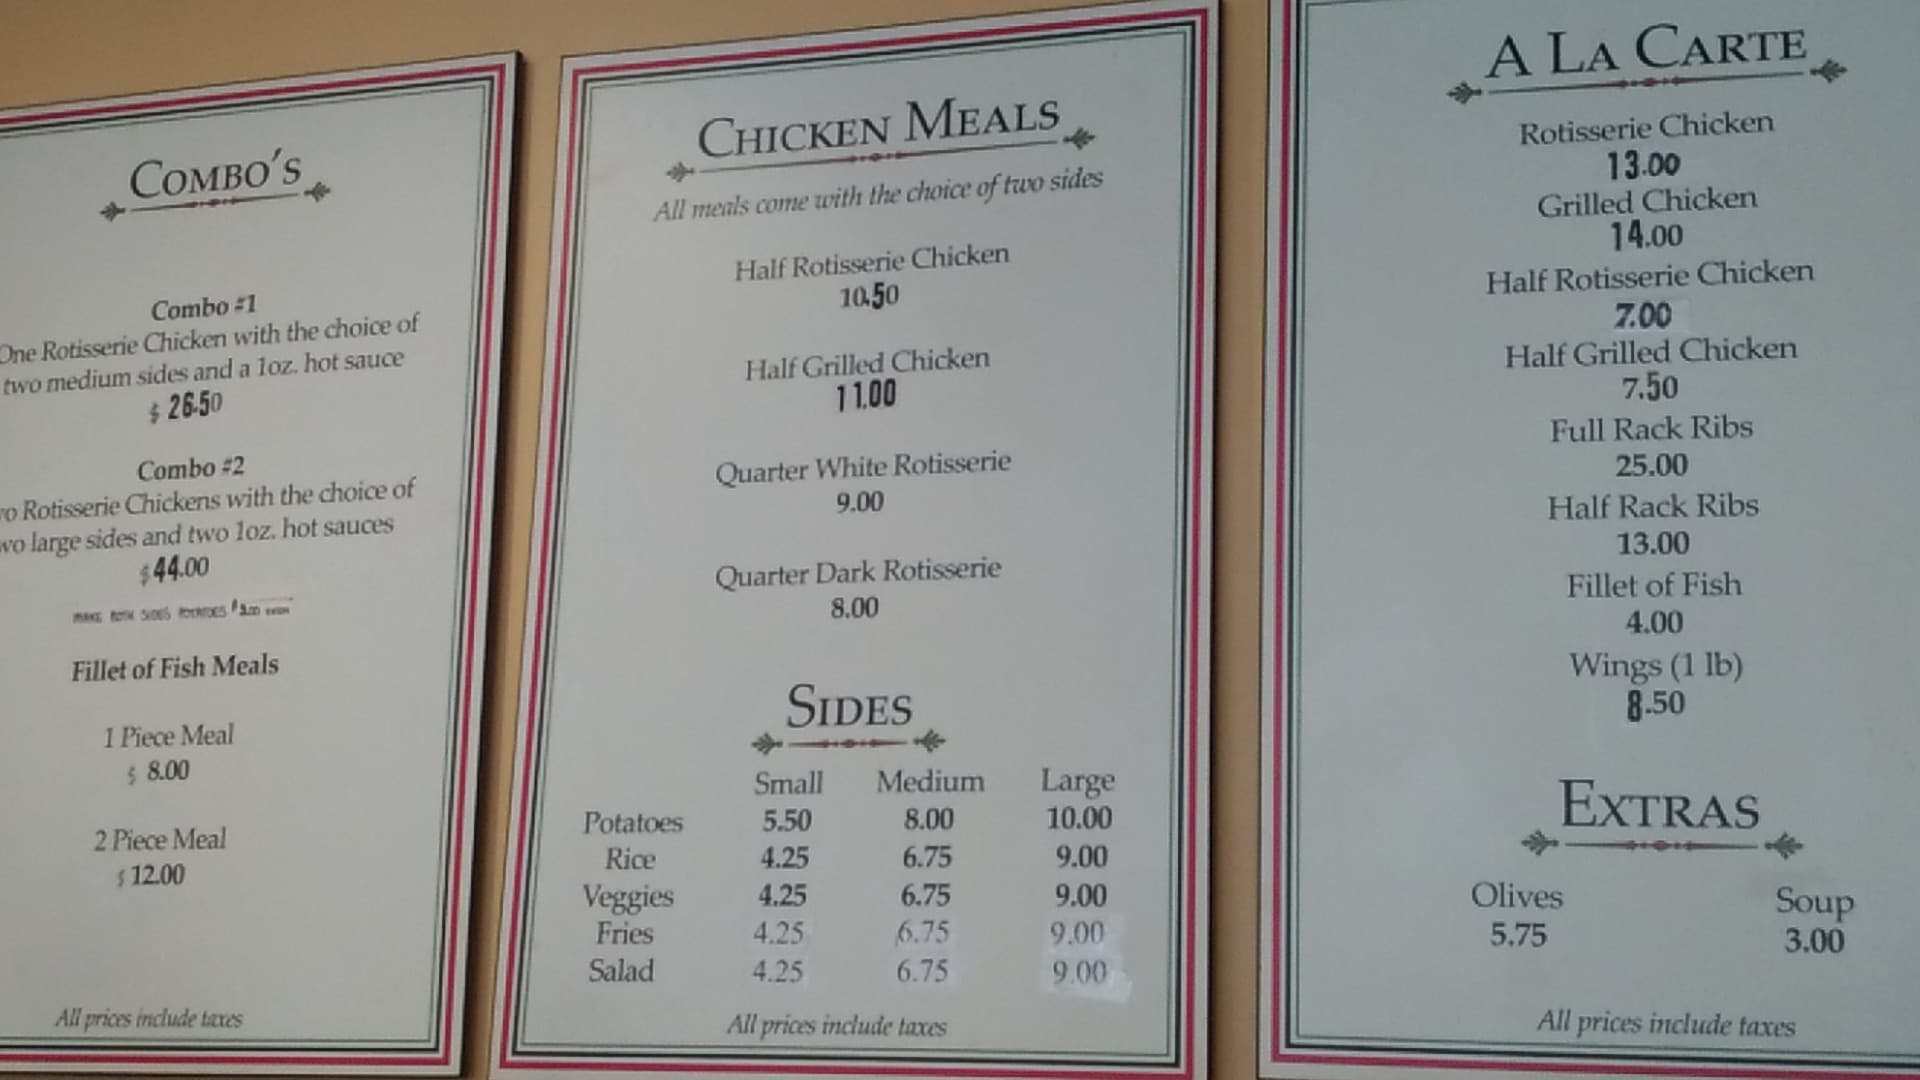 COMBO'S
Combo #1
One Rotisserie Chicken with the choice of
two medium sides and a 1oz. hot sauce
$ 26.50
Combo #2
Rotisserie Chickens with the choice of
large sides and two 1oz. hot sauces
$44.00
MAKE BOTH SIDES POTATOES $3.00 EXTRA
Fillet of Fish Meals
1 Piece Meal
$ 8.00
2 Piece Meal
$ 12.00
All prices include taxes
CHICKEN MEALS
All meals come with the choice of two sides
Half Rotisserie Chicken
10.50
Half Grilled Chicken
11.00
Quarter White Rotisserie
9.00
Quarter Dark Rotisserie
8.00
SIDES
Small Medium Large
Potatoes 5.50 8.00 10.00
Rice 4.25 6.75 9.00
Veggies 4.25 6.75 9.00
Fries 4.25 6.75 9.00
Salad 4.25 6.75 9.00
All prices include taxes
A LA CARTE
Rotisserie Chicken
13.00
Grilled Chicken
14.00
Half Rotisserie Chicken
7.00
Half Grilled Chicken
7.50
Full Rack Ribs
25.00
Half Rack Ribs
13.00
Fillet of Fish
4.00
Wings (1 lb)
8.50
EXTRAS
Olives Soup
5.75 3.00
All prices include taxes